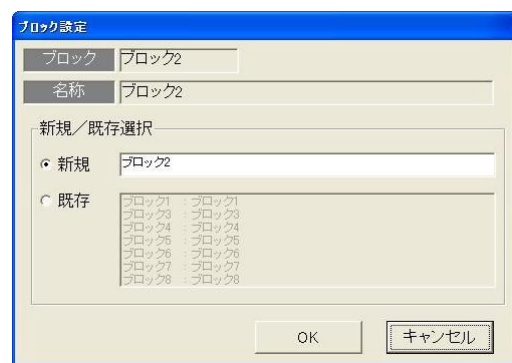 ブロック設定
ブロック ブロック2
名称 ブロック2
新規／既存選択
新規 ブロック2
既存
ブロック1 : ブロック1
ブロック3 : ブロック3
ブロック4 : ブロック4
ブロック5 : ブロック5
ブロック6 : ブロック6
ブロック7 : ブロック7
ブロック8 : ブロック8
OK キャンセル